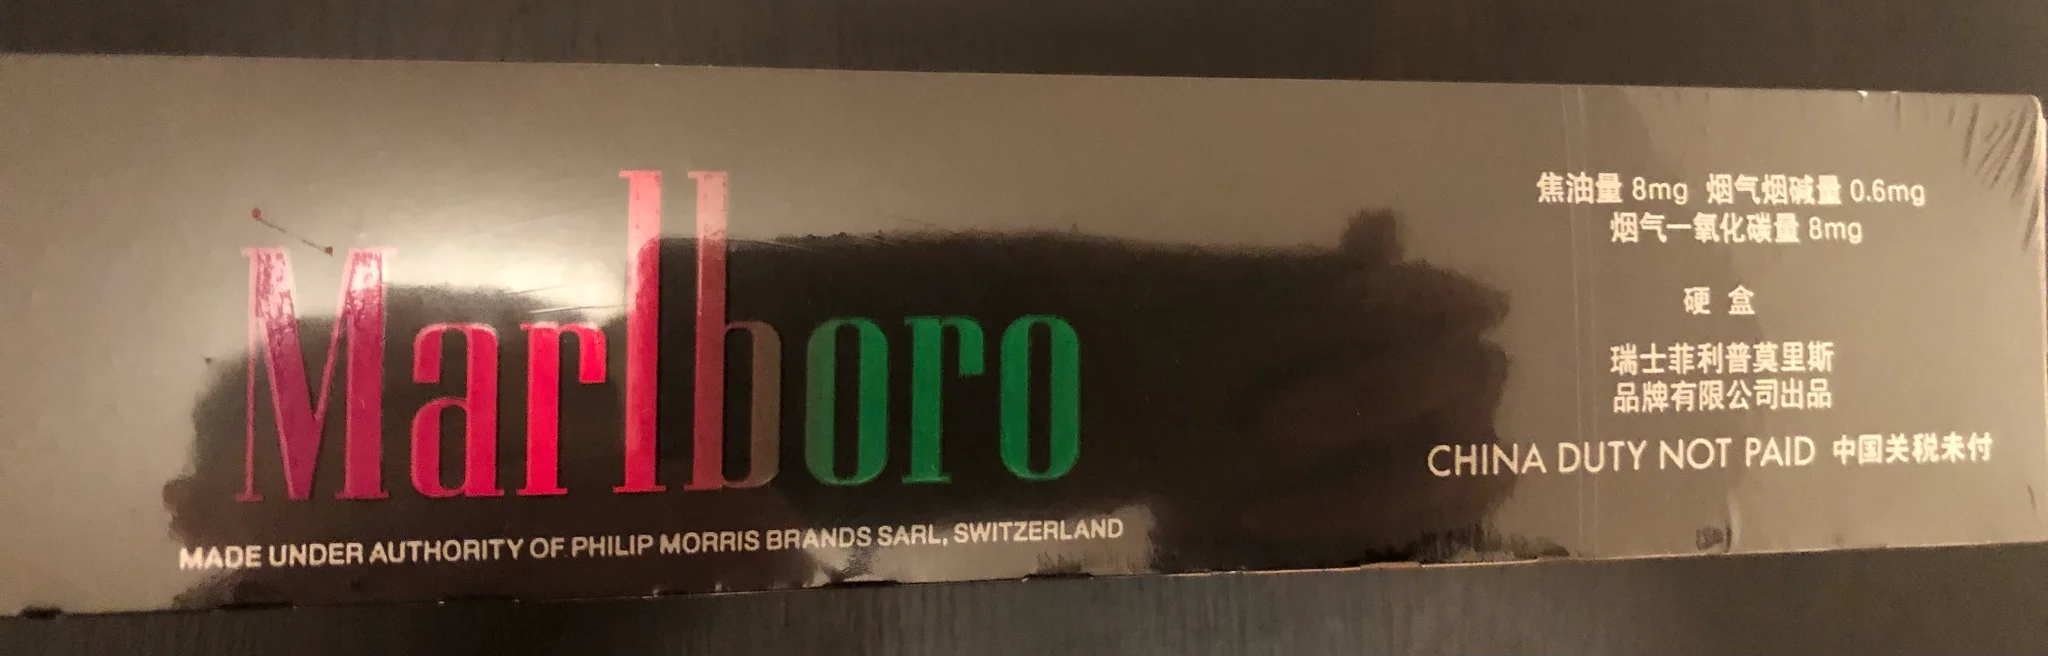 Marlboro
MADE UNDER AUTHORITY OF PHILIP MORRIS BRANDS SARL, SWITZERLAND
焦油量 8mg 烟气烟碱量 0.6mg
烟气一氧化碳量 8mg
硬 盒
瑞士菲利普莫里斯
品牌有限公司出品
CHINA DUTY NOT PAID 中国关税未付